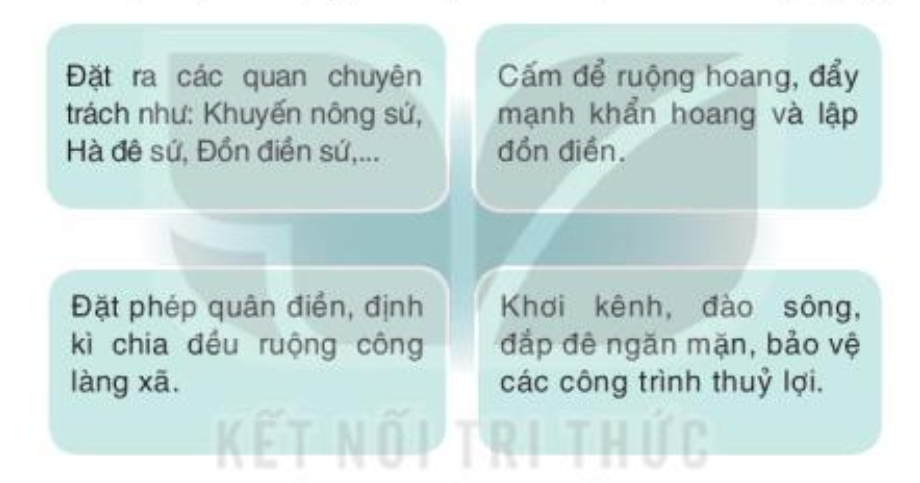 Đặt ra các quan chuyên
trách như: Khuyến nông sứ,
Hà đê sứ, Đồn điền sứ,...
Cấm để ruộng hoang, đẩy
mạnh khẩn hoang và lập
đồn điền.
Đặt phép quân điền, định
kì chia đều ruộng công
làng xã.
Khơi kênh, đào sông,
đắp đê ngăn mặn, bảo vệ
các công trình thuỷ lợi.
KẾT NỐI TRI THỨC